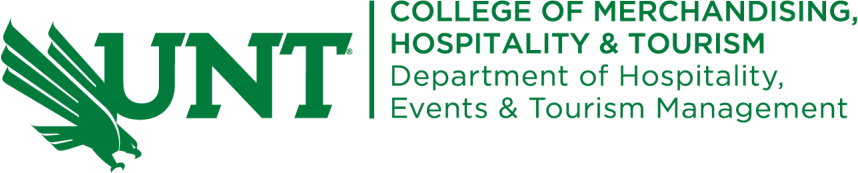 UNT®
COLLEGE OF MERCHANDISING,
HOSPITALITY & TOURISM
Department of Hospitality,
Events & Tourism Management